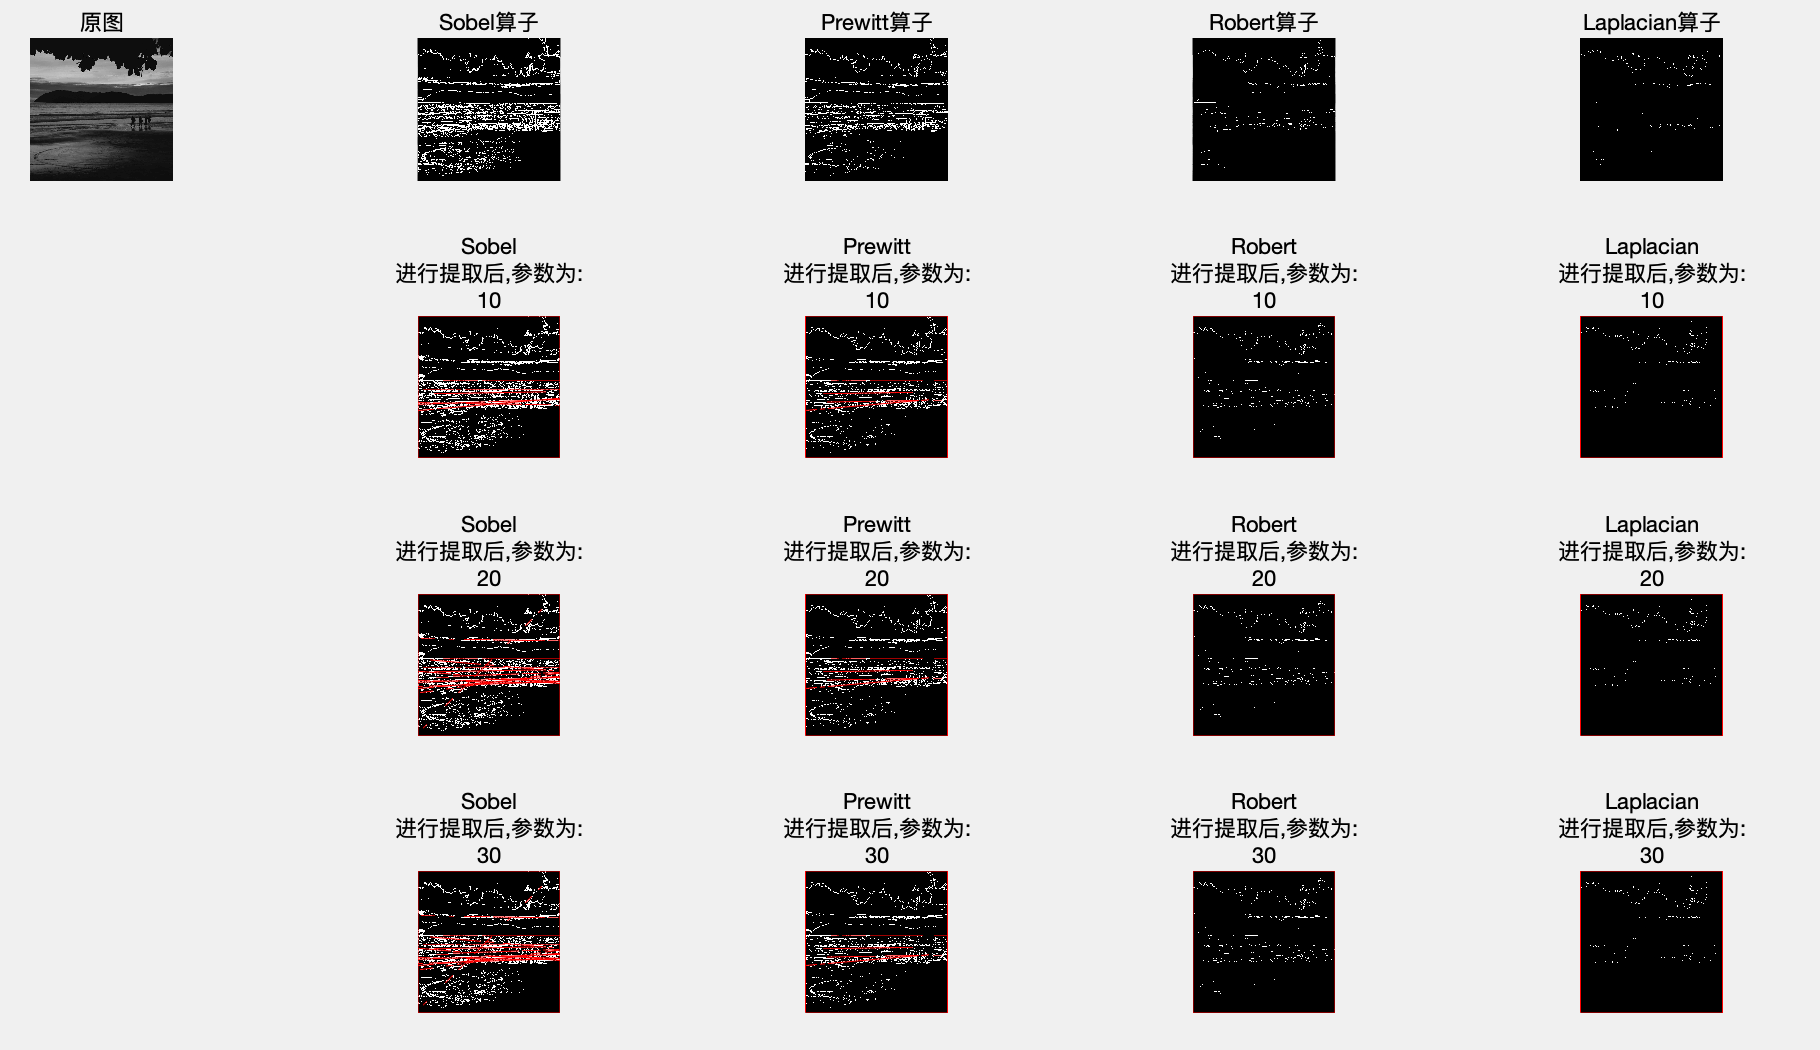 原图
Sobel算子
Prewitt算子
Robert算子
Laplacian算子
Sobel
进行提取后,参数为:
10
Prewitt
进行提取后,参数为:
10
Robert
进行提取后,参数为:
10
Laplacian
进行提取后,参数为:
10
Sobel
进行提取后,参数为:
20
Prewitt
进行提取后,参数为:
20
Robert
进行提取后,参数为:
20
Laplacian
进行提取后,参数为:
20
Sobel
进行提取后,参数为:
30
Prewitt
进行提取后,参数为:
30
Robert
进行提取后,参数为:
30
Laplacian
进行提取后,参数为:
30